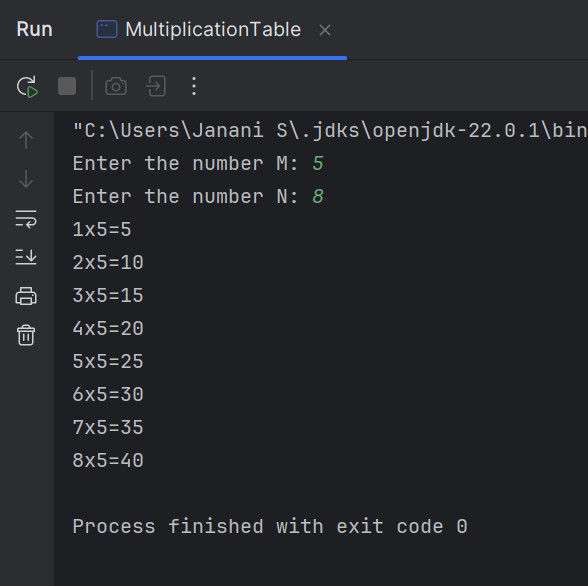 Run MultiplicationTable
"C:\Users\Janani S\.jdks\openjdk-22.0.1\bin
Enter the number M: 5
Enter the number N: 8
1x5=5
2x5=10
3x5=15
4x5=20
5x5=25
6x5=30
7x5=35
8x5=40
Process finished with exit code 0